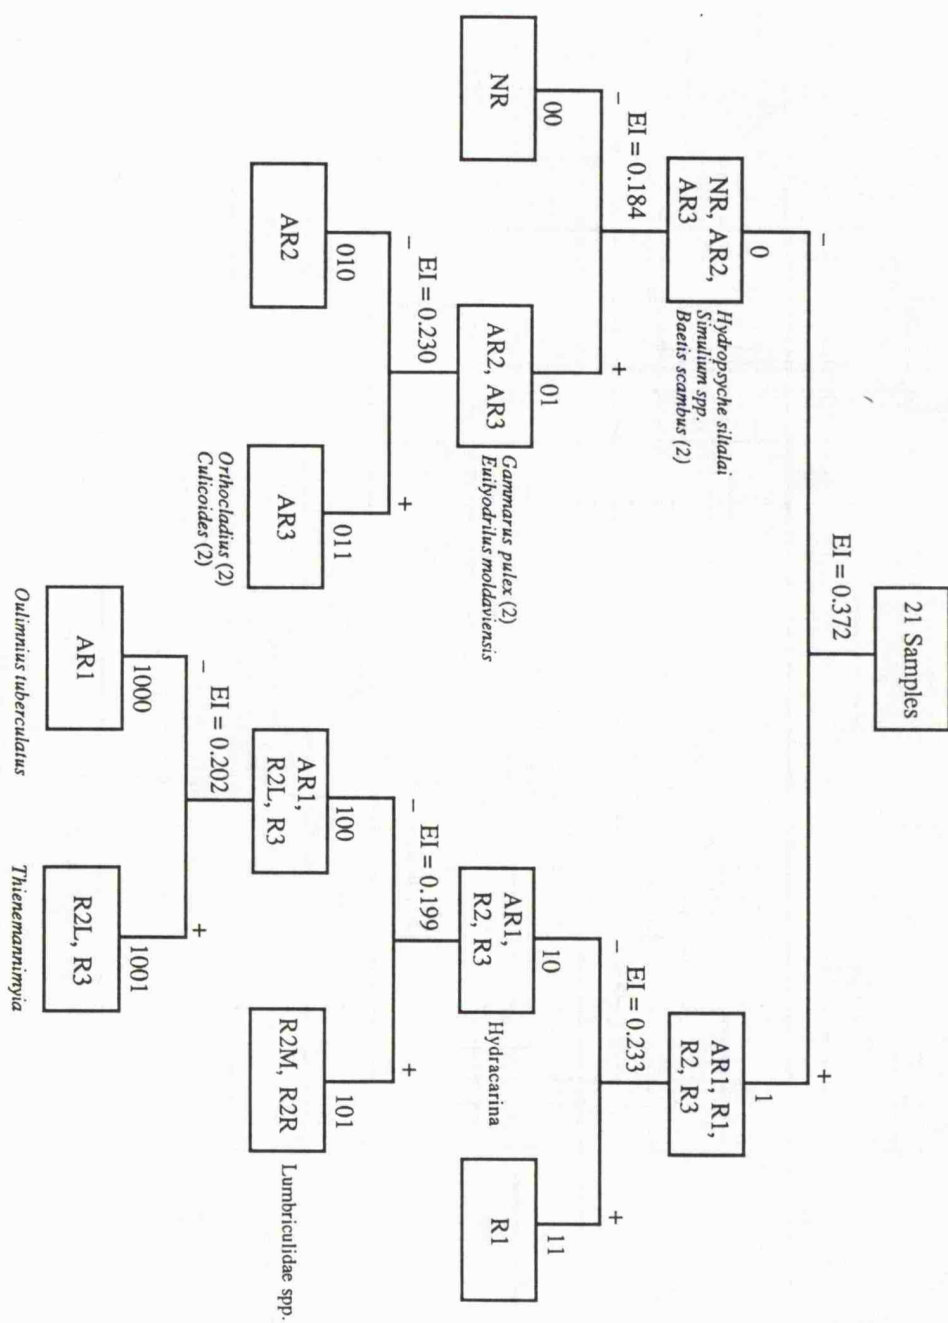 21 Samples
EI = 0.372
−
+
0
NR, AR2,
AR3
Hydropsyche siltalai
Simulium spp.
Baetis scambus (2)
1
AR1, R1,
R2, R3
EI = 0.184
−
+
EI = 0.233
−
+
00
NR
01
AR2, AR3
Gammarus pulex (2)
Euilyodrilus moldaviensis
10
AR1,
R2, R3
Hydracarina
11
R1
EI = 0.230
−
+
EI = 0.199
−
+
010
AR2
011
AR3
Orthocladius (2)
Culicoides (2)
100
AR1,
R2L, R3
101
R2M, R2R
Lumbriculidae spp.
EI = 0.202
−
+
1000
AR1
Oulimnius tuberculatus
1001
R2L, R3
Thienemannimyia